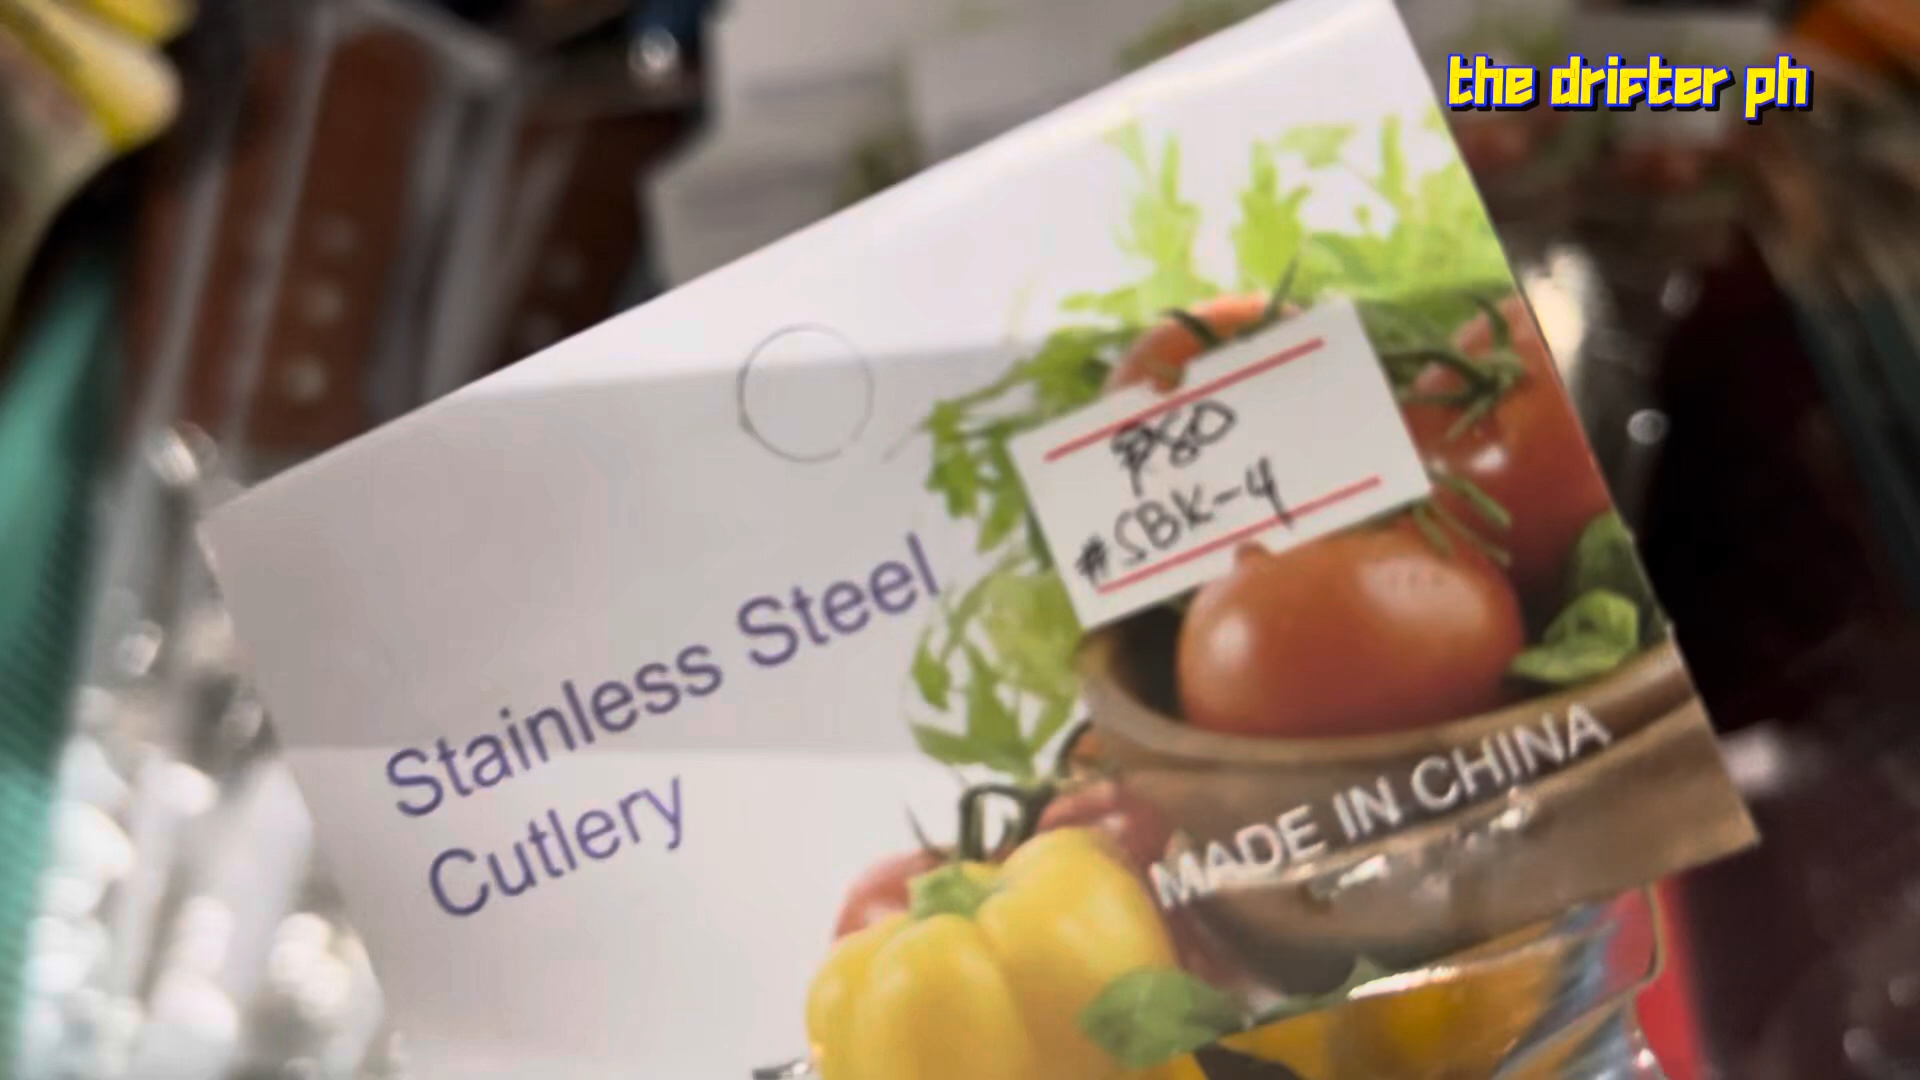 the drifter ph
₱80
#SBK-4
Stainless Steel
Cutlery
MADE IN CHINA